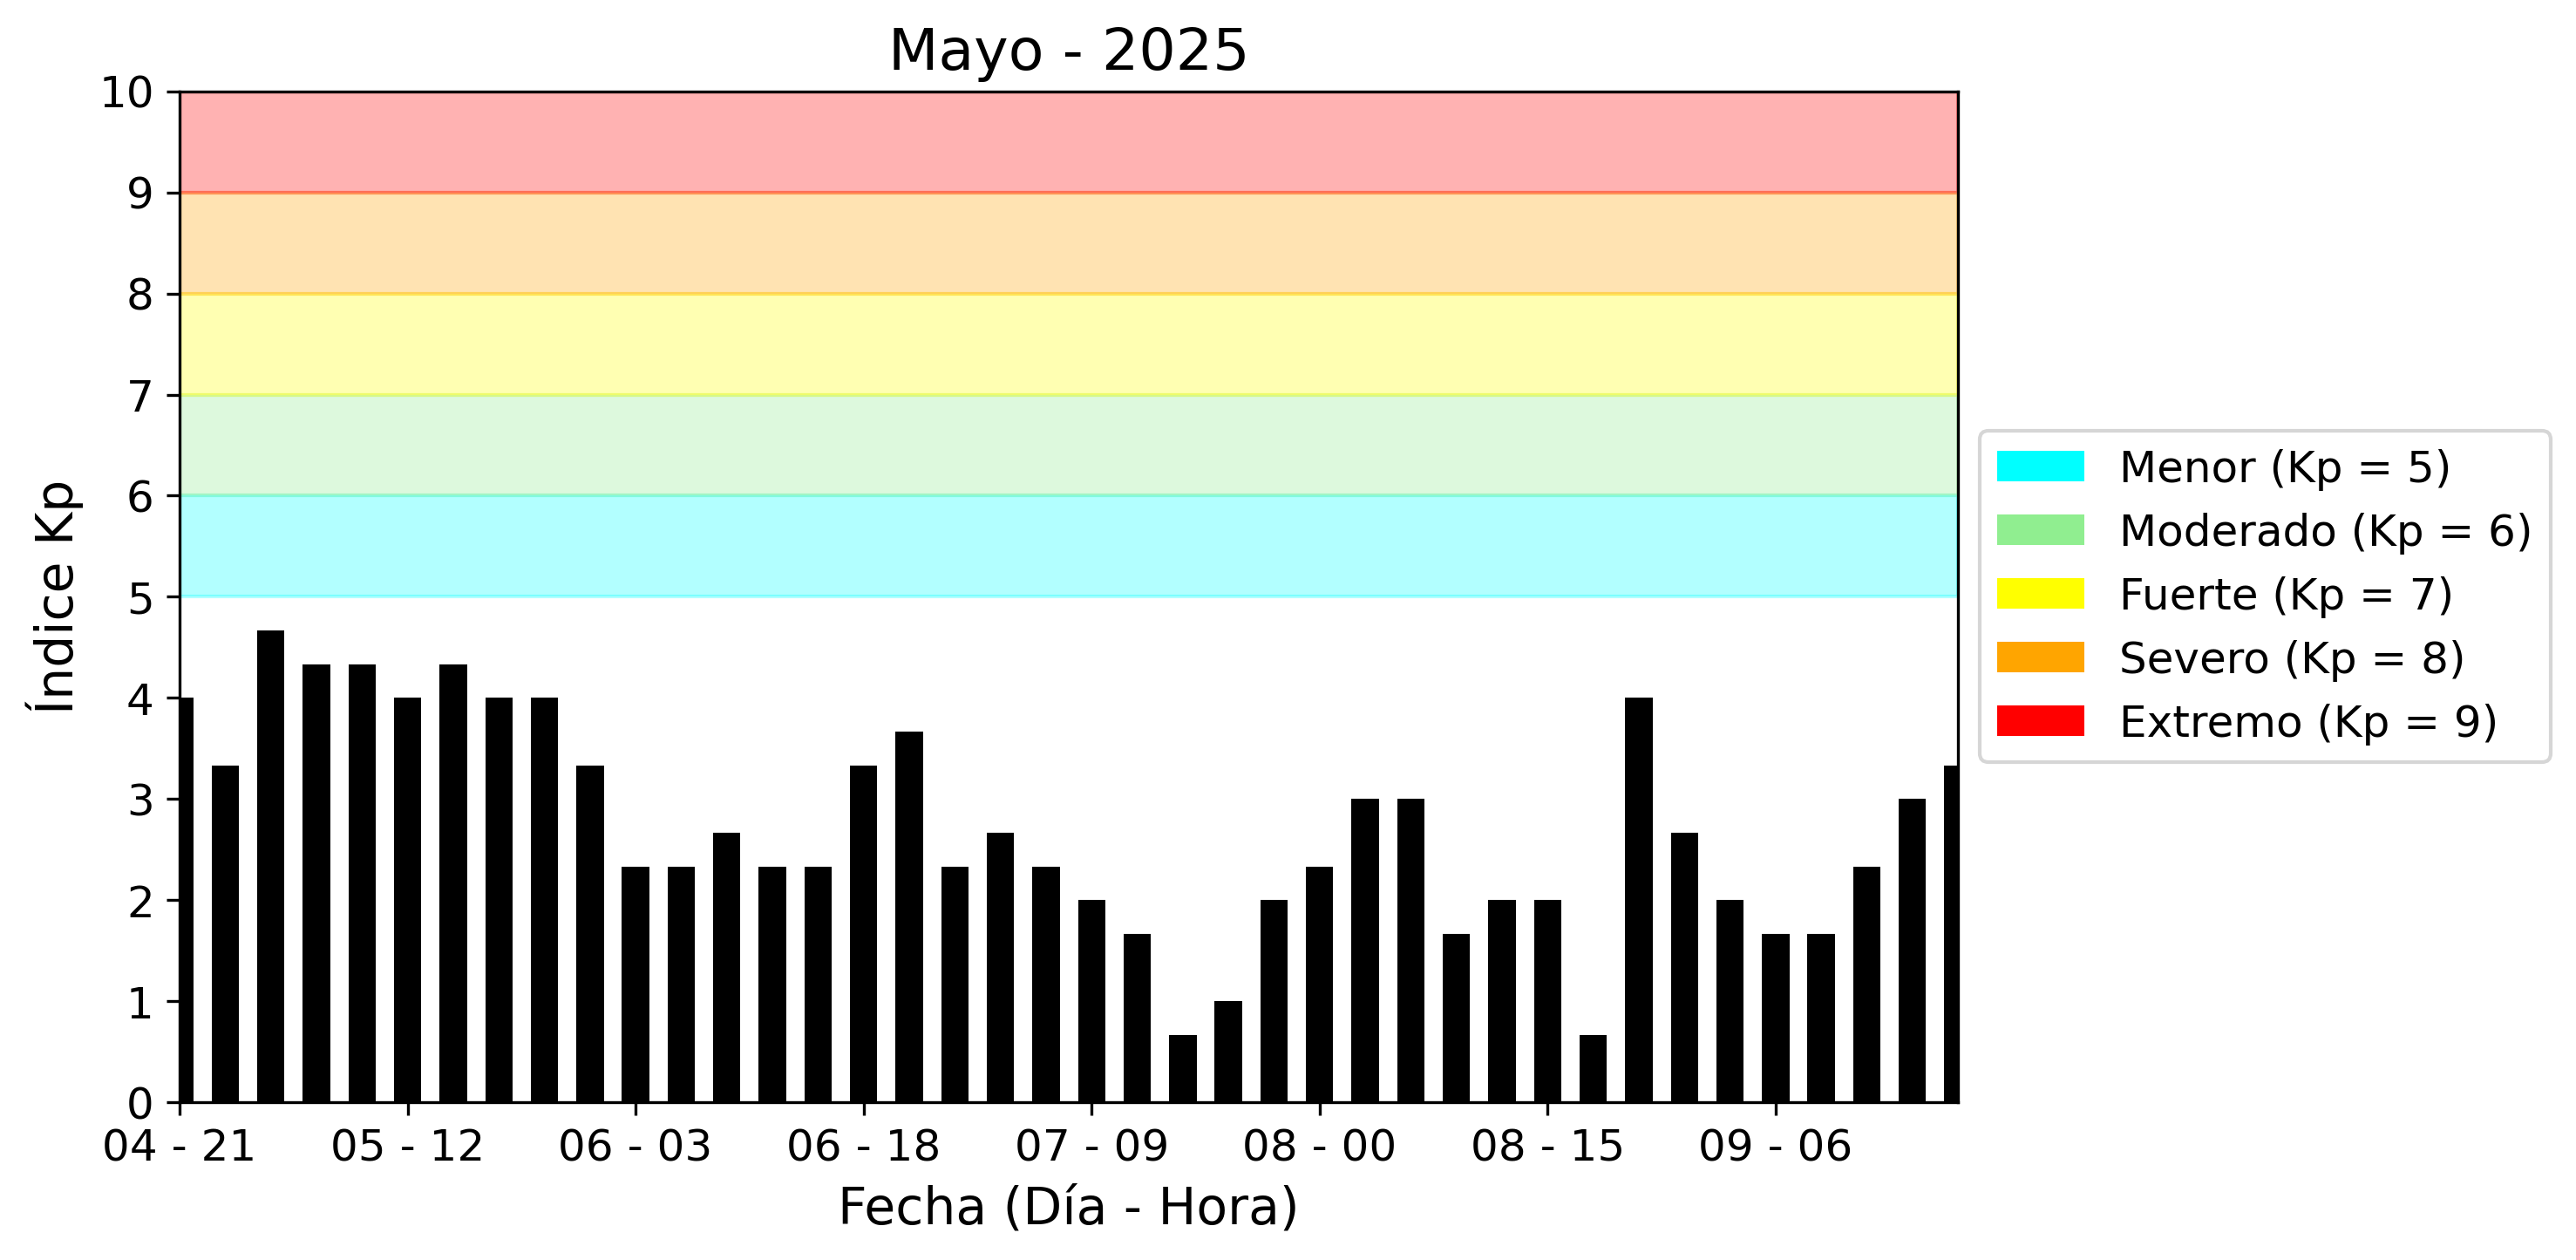 Mayo - 2025
10
9
8
7
6
5
4
3
2
1
0
Índice Kp
04 - 21
05 - 12
06 - 03
06 - 18
07 - 09
08 - 00
08 - 15
09 - 06
Fecha (Día - Hora)
Menor (Kp = 5)
Moderado (Kp = 6)
Fuerte (Kp = 7)
Severo (Kp = 8)
Extremo (Kp = 9)